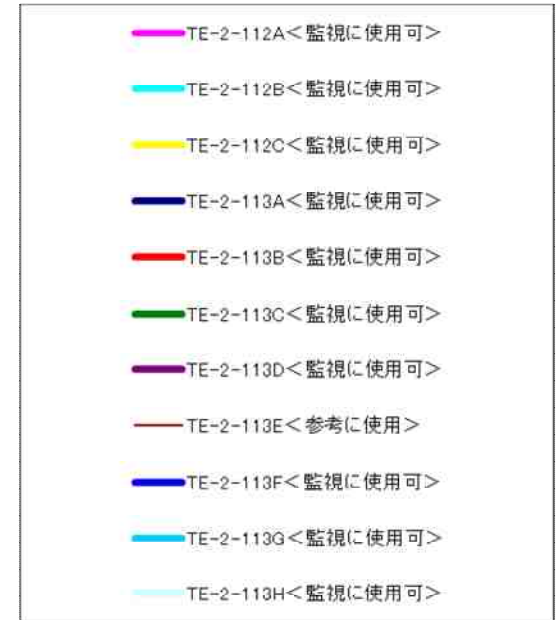 TE-2-112A<監視に使用可>
TE-2-112B<監視に使用可>
TE-2-112C<監視に使用可>
TE-2-113A<監視に使用可>
TE-2-113B<監視に使用可>
TE-2-113C<監視に使用可>
TE-2-113D<監視に使用可>
TE-2-113E<参考に使用>
TE-2-113F<監視に使用可>
TE-2-113G<監視に使用可>
TE-2-113H<監視に使用可>